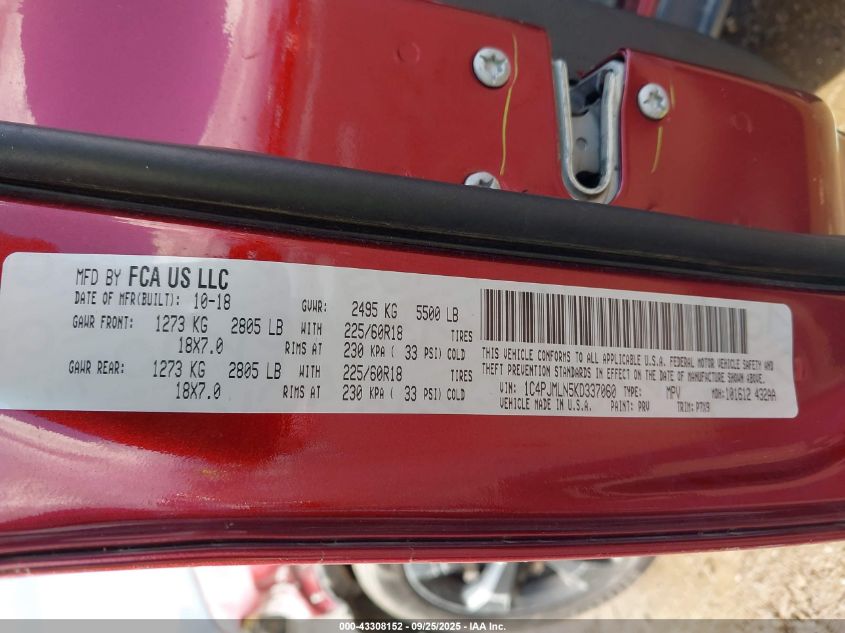 MFD BY FCA US LLC
DATE OF MFR(BUILT): 10-18 GVWR: 2495 KG 5500 LB
GAWR FRONT: 1273 KG 2805 LB WITH 225/60R18 TIRES
18X7.0 RIMS AT 230 KPA ( 33 PSI) COLD
GAWR REAR: 1273 KG 2805 LB WITH 225/60R18 TIRES
18X7.0 RIMS AT 230 KPA ( 33 PSI) COLD
THIS VEHICLE CONFORMS TO ALL APPLICABLE U.S.A. FEDERAL MOTOR VEHICLE SAFETY AND
THEFT PREVENTION STANDARDS IN EFFECT ON THE DATE OF MANUFACTURE SHOWN ABOVE.
VIN: 1C4PJMLN5KD337060 TYPE: MPV MDH: 101612 432AA
VEHICLE MADE IN U.S.A. PAINT: PRV TRIM: P7X9
000-43308152 - 09/25/2025 - IAA Inc.